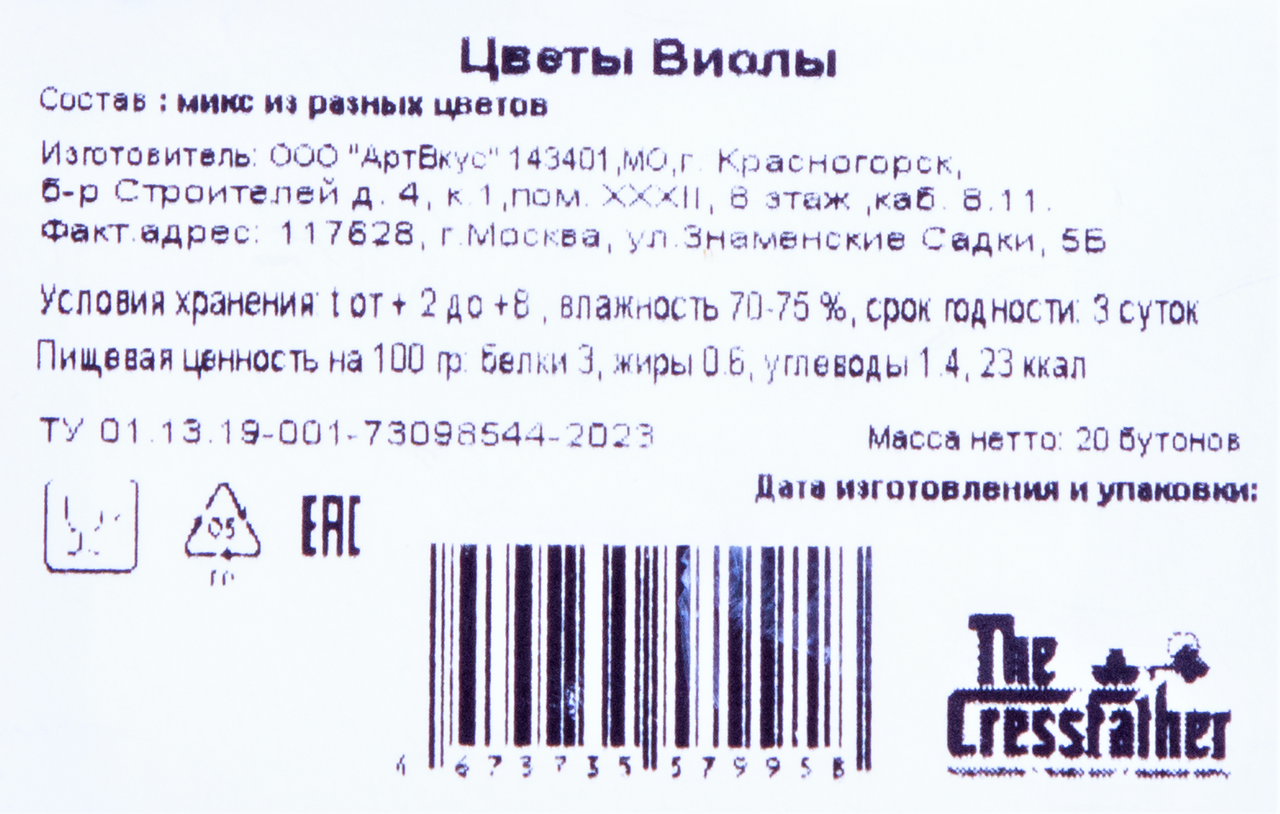 Цветы Виолы
Состав : микс из разных цветов
Изготовитель: ООО "АртВкус" 143401,МО,г. Красногорск,
б-р Строителей д. 4, к.1,пом. XXXII, 8 этаж ,каб. 8.11.
Факт.адрес: 117628, г.Москва, ул.Знаменские Садки, 5Б
Условия хранения: t от + 2 до +8 , влажность 70-75 %, срок годности: 3 суток
Пищевая ценность на 100 гр: белки 3, жиры 0.6, углеводы 1.4, 23 ккал
ТУ 01.13.19-001-73098544-2023
Масса нетто: 20 бутонов
Дата изготовления и упаковки:
05
EAC
PP
4 673735 579958
The
Cressfather